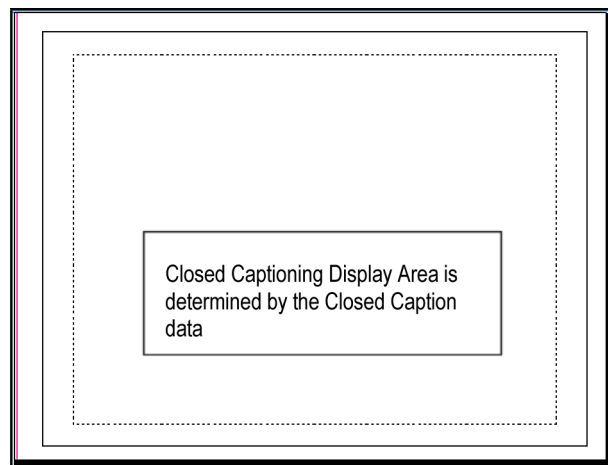 Closed Captioning Display Area is
determined by the Closed Caption
data